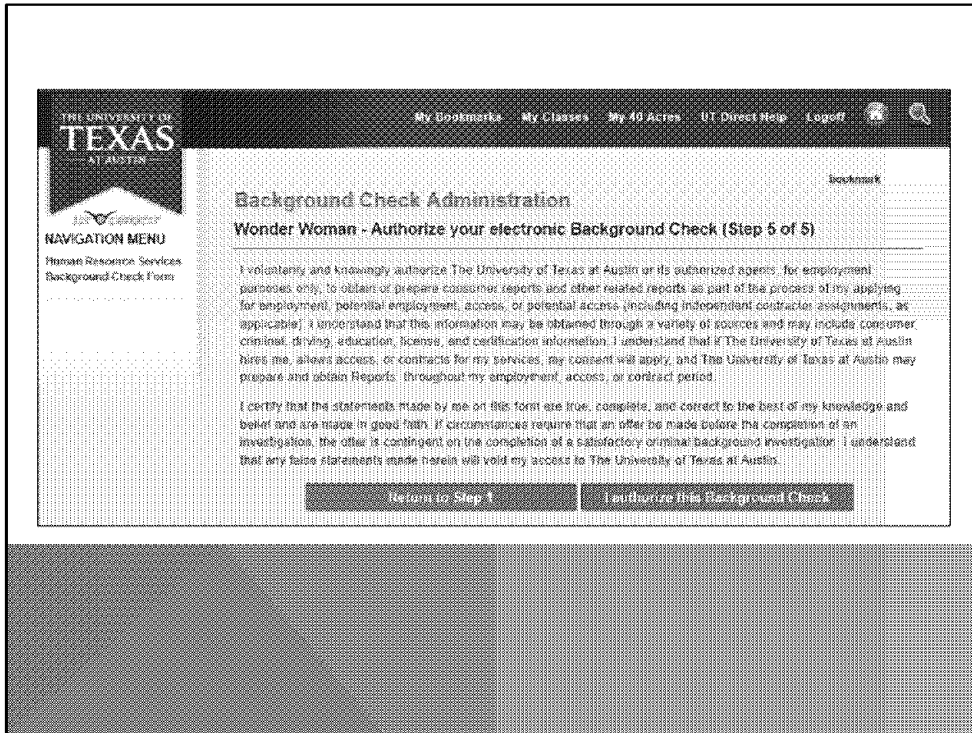 THE UNIVERSITY OF
TEXAS
AT AUSTIN
My Bookmarks My Classes My 40 Acres UT Direct Help Logoff
bookmark
NAVIGATION MENU
Human Resource Services
Background Check Form
Background Check Administration
Wonder Woman - Authorize your electronic Background Check (Step 5 of 5)
I voluntarily and knowingly authorize The University of Texas at Austin or its authorized agents, for employment
purposes only, to obtain or prepare consumer reports and other related reports as part of the process of my applying
for employment, potential employment, access, or potential access (including independent contractor assignments, as
applicable). I understand that this information may be obtained through a variety of sources and may include consumer,
criminal, driving, education, license, and certification information. I understand that if The University of Texas at Austin
hires me, allows access, or contracts for my services, my consent will apply, and The University of Texas at Austin may
prepare and obtain Reports, throughout my employment, access, or contract period.
I certify that the statements made by me on this form are true, complete, and correct to the best of my knowledge and
belief and are made in good faith. If circumstances require that an offer be made before the completion of an
investigation, the offer is contingent on the completion of a satisfactory criminal background investigation. I understand
that any false statements made herein will void my access to The University of Texas at Austin.
Return to Step 1 I authorize this Background Check